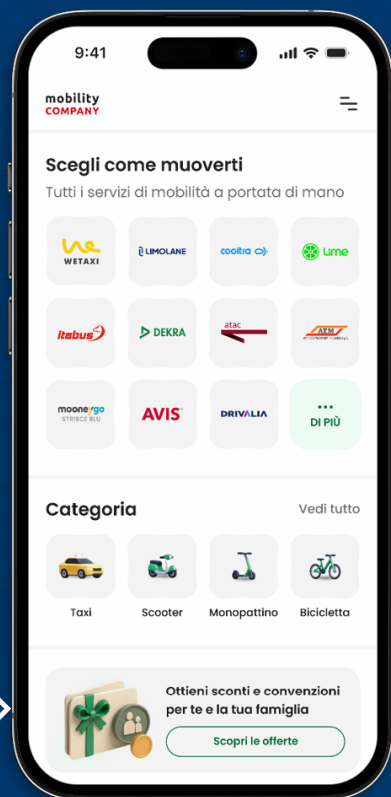 9:41
mobility
COMPANY
Scegli come muoverti
Tutti i servizi di mobilità a portata di mano
we
WETAXI
LIMOLANE
cooltra
Lime
itabus
DEKRA
atac
ATM
mooneygo
STRISCE BLU
AVIS
DRIVALIA
DI PIÙ
Categoria
Vedi tutto
Taxi
Scooter
Monopattino
Bicicletta
Ottieni sconti e convenzioni
per te e la tua famiglia
Scopri le offerte